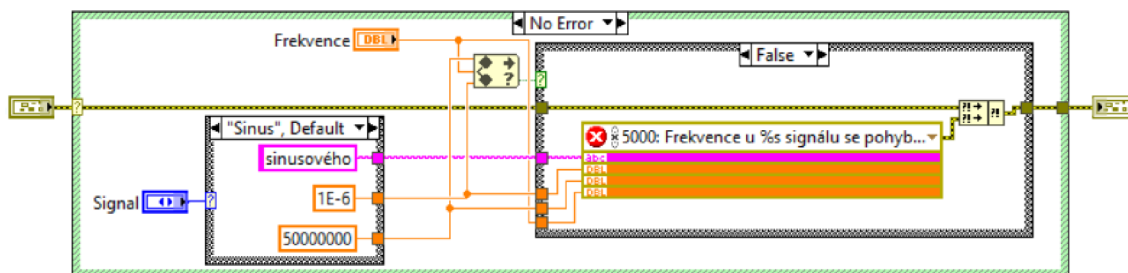 No Error
Frekvence
DBL
False
?
?
?
"Sinus", Default
5000: Frekvence u %s signálu se pohyb...
?!
?!
?!
sinusového
abc
DBL
Signal
?
1E-6
DBL
DBL
50000000